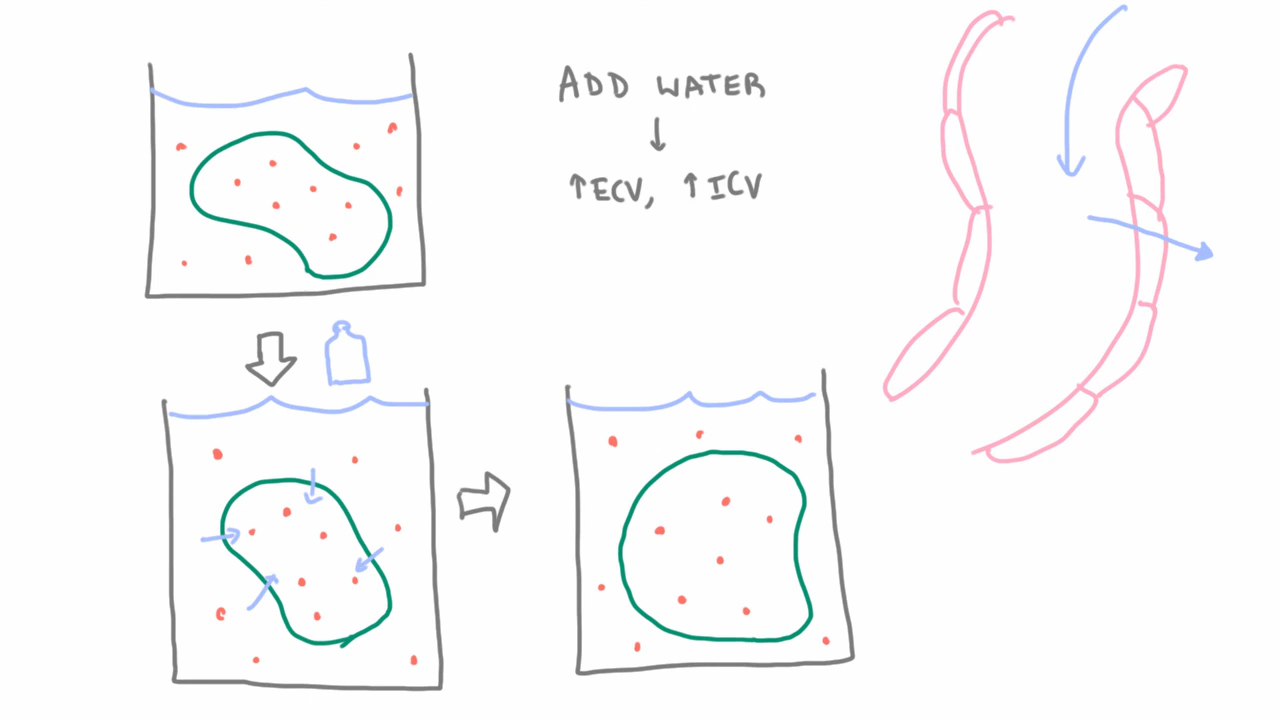 ADD WATER
↓
↑ECV, ↑ICV